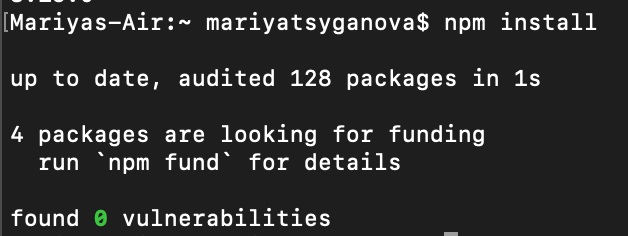 [Mariyas-Air:~ mariyatsyganova$ npm install
up to date, audited 128 packages in 1s
4 packages are looking for funding
run `npm fund` for details
found 0 vulnerabilities